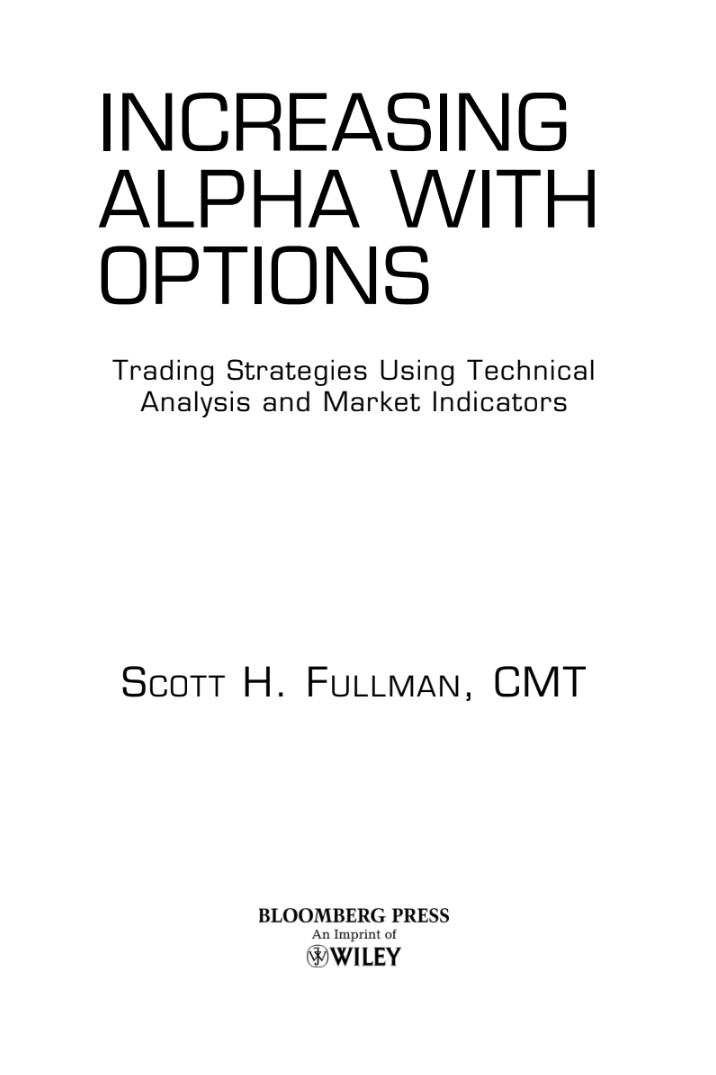 INCREASING
ALPHA WITH
OPTIONS
Trading Strategies Using Technical
Analysis and Market Indicators
SCOTT H. FULLMAN, CMT
BLOOMBERG PRESS
An Imprint of
WILEY